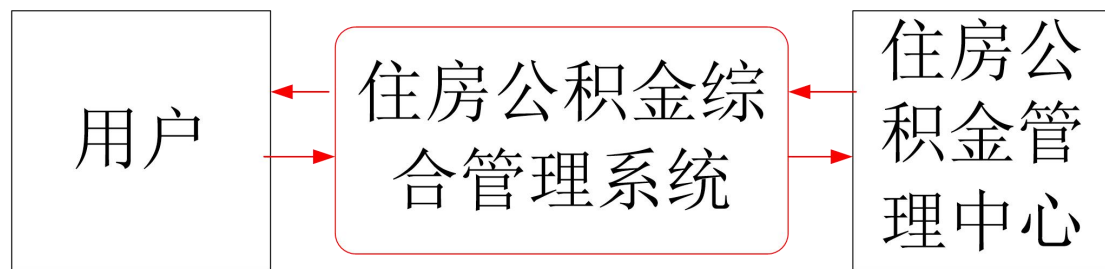 用户
住房公积金综
合管理系统
住房公
积金管
理中心